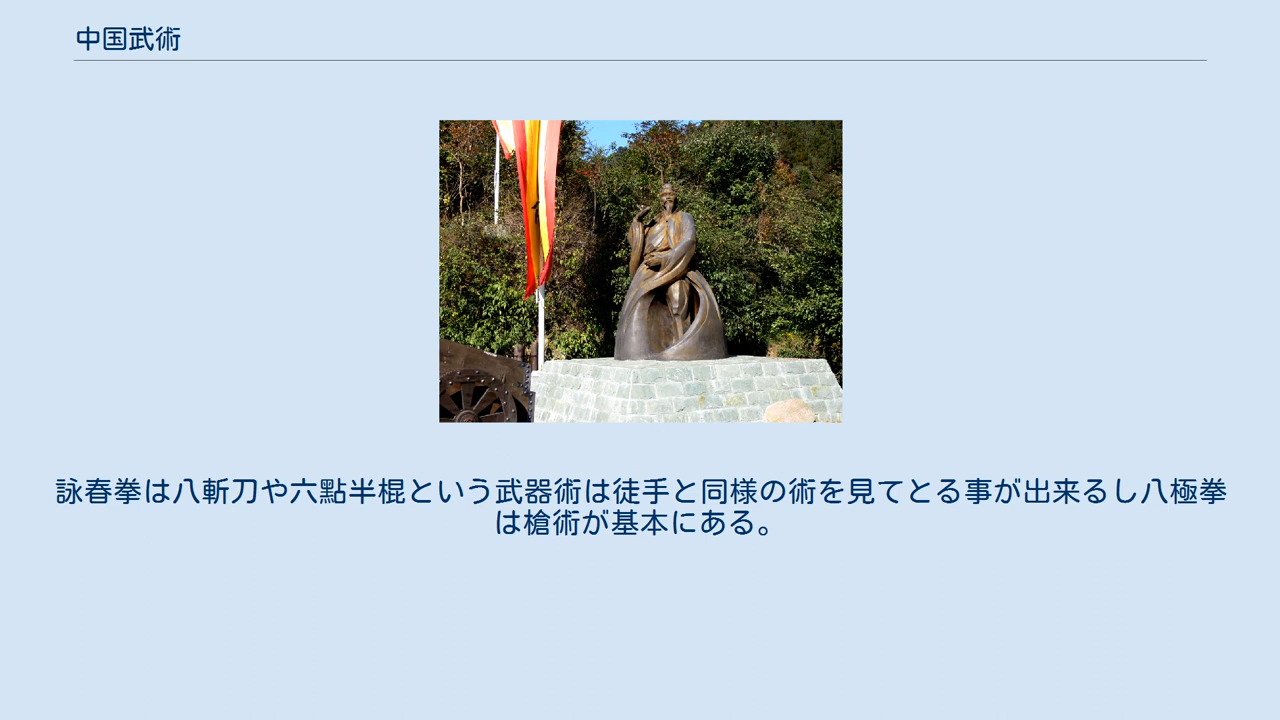 中国武術
詠春拳は八斬刀や六點半棍という武器術は徒手と同様の術を見てとる事が出来るし八極拳
は槍術が基本にある。